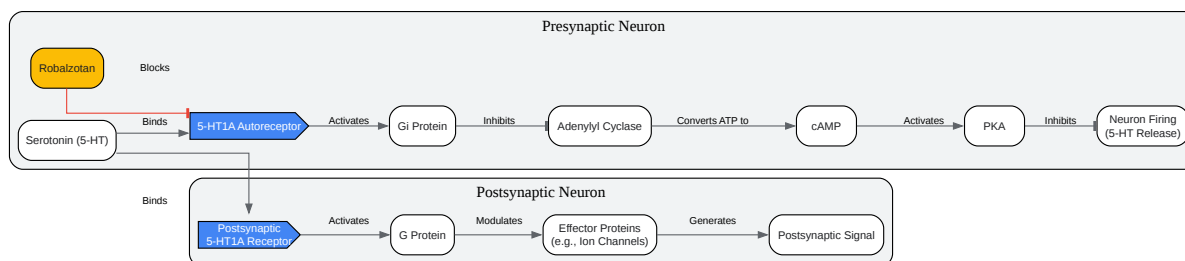 Presynaptic Neuron
Robalzotan
Blocks
Serotonin (5-HT)
Binds
5-HT1A Autoreceptor
Activates
Gi Protein
Inhibits
Adenylyl Cyclase
Converts ATP to
cAMP
Activates
PKA
Inhibits
Neuron Firing
(5-HT Release)
Binds
Postsynaptic Neuron
Postsynaptic
5-HT1A Receptor
Activates
G Protein
Modulates
Effector Proteins
(e.g., Ion Channels)
Generates
Postsynaptic Signal